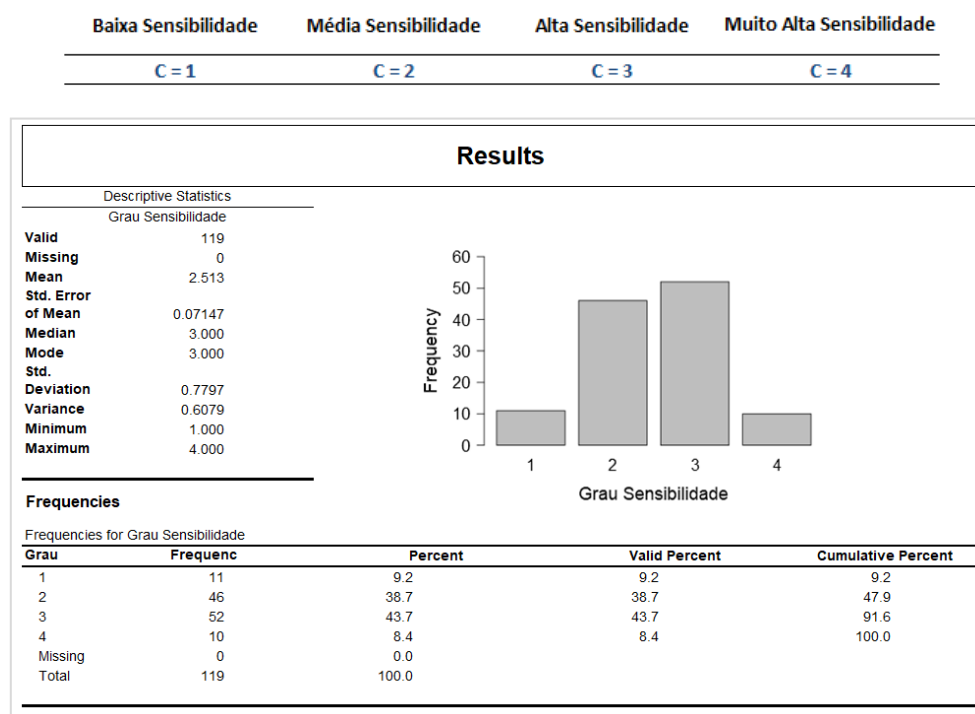 Baixa Sensibilidade Média Sensibilidade Alta Sensibilidade Muito Alta Sensibilidade
C = 1 C = 2 C = 3 C = 4
Results
Descriptive Statistics
Grau Sensibilidade
Valid 119
Missing 0
Mean 2.513
Std. Error
of Mean 0.07147
Median 3.000
Mode 3.000
Std.
Deviation 0.7797
Variance 0.6079
Minimum 1.000
Maximum 4.000
60
50
40
30
20
10
0
Frequency
1 2 3 4
Grau Sensibilidade
Frequencies
Frequencies for Grau Sensibilidade
Grau Frequenc Percent Valid Percent Cumulative Percent
1 11 9.2 9.2 9.2
2 46 38.7 38.7 47.9
3 52 43.7 43.7 91.6
4 10 8.4 8.4 100.0
Missing 0 0.0
Total 119 100.0